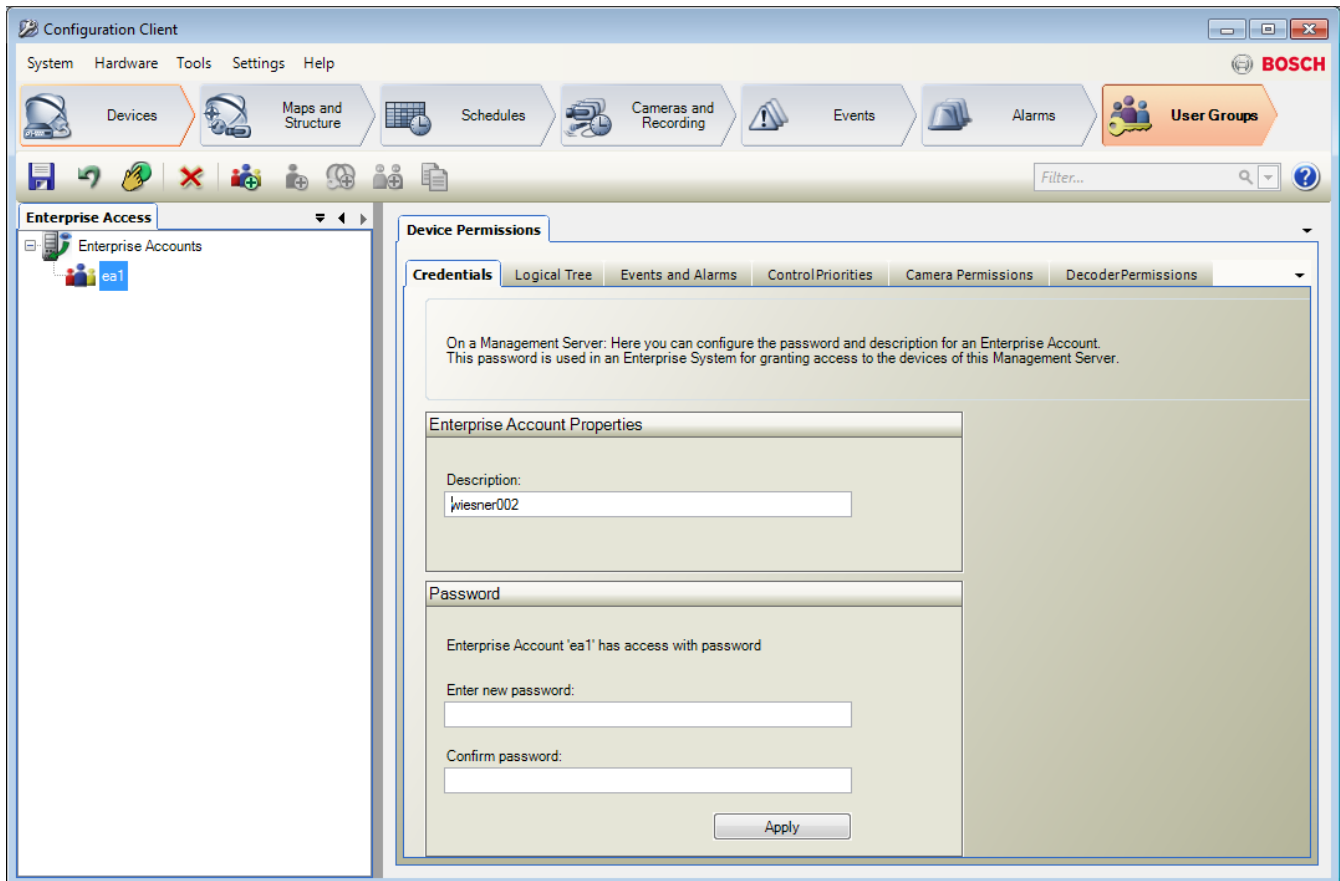 Configuration Client
System Hardware Tools Settings Help
BOSCH
Devices
Maps and
Structure
Schedules
Cameras and
Recording
Events
Alarms
User Groups
Filter...
Enterprise Access
Enterprise Accounts
ea1
Device Permissions
Credentials Logical Tree Events and Alarms ControlPriorities Camera Permissions DecoderPermissions
On a Management Server: Here you can configure the password and description for an Enterprise Account.
This password is used in an Enterprise System for granting access to the devices of this Management Server.
Enterprise Account Properties
Description:
wiesner002
Password
Enterprise Account 'ea1' has access with password
Enter new password:
Confirm password:
Apply